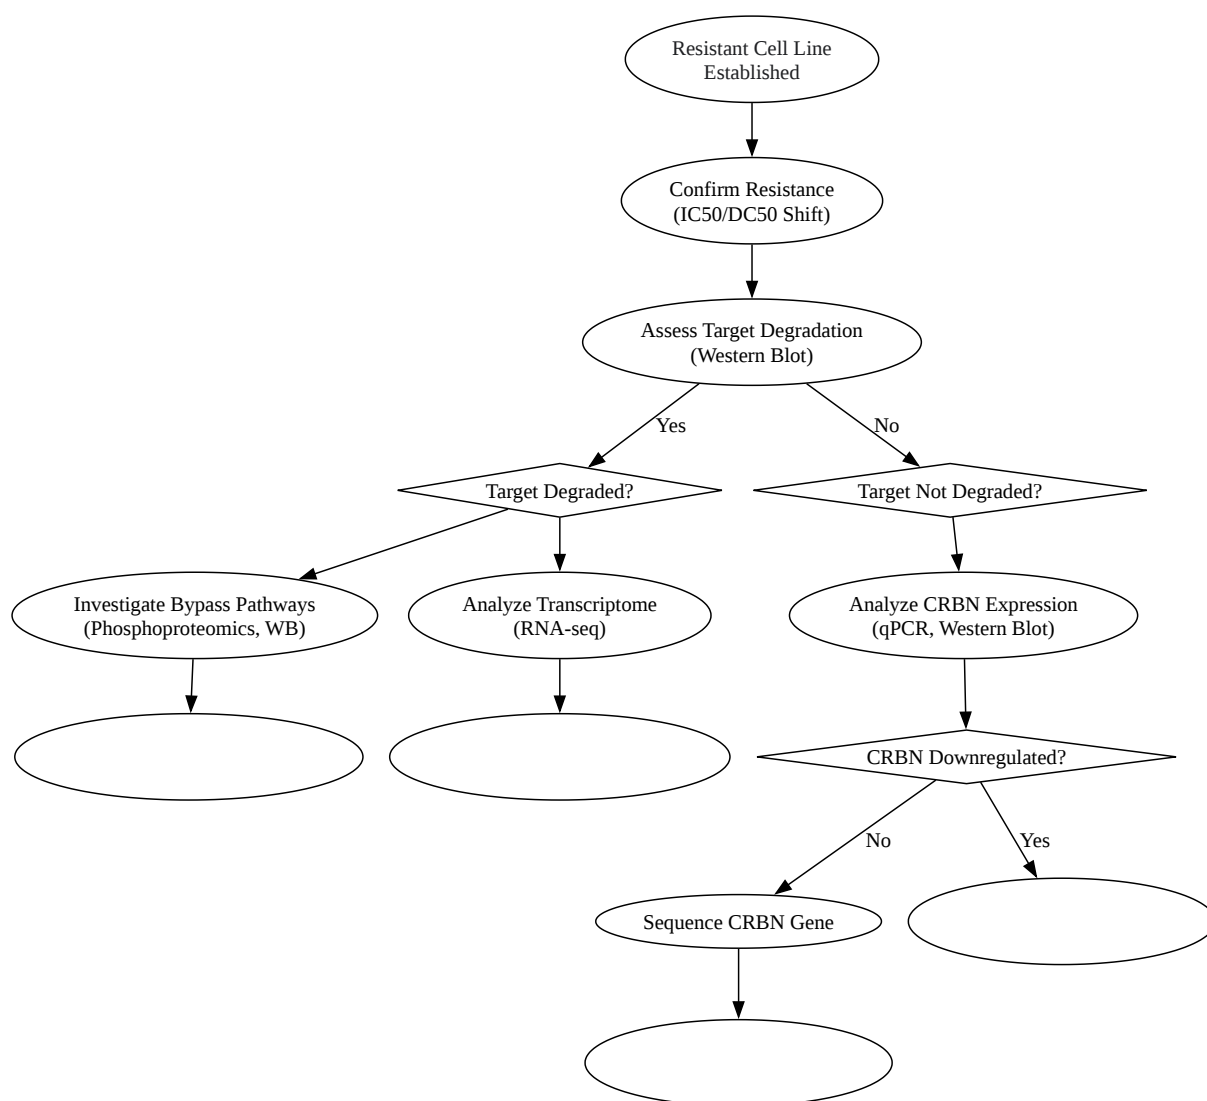 Resistant Cell Line
Established
Confirm Resistance
(IC50/DC50 Shift)
Assess Target Degradation
(Western Blot)
Yes
No
Target Degraded?
Target Not Degraded?
Investigate Bypass Pathways
(Phosphoproteomics, WB)
Analyze Transcriptome
(RNA-seq)
Analyze CRBN Expression
(qPCR, Western Blot)
CRBN Downregulated?
No
Yes
Sequence CRBN Gene